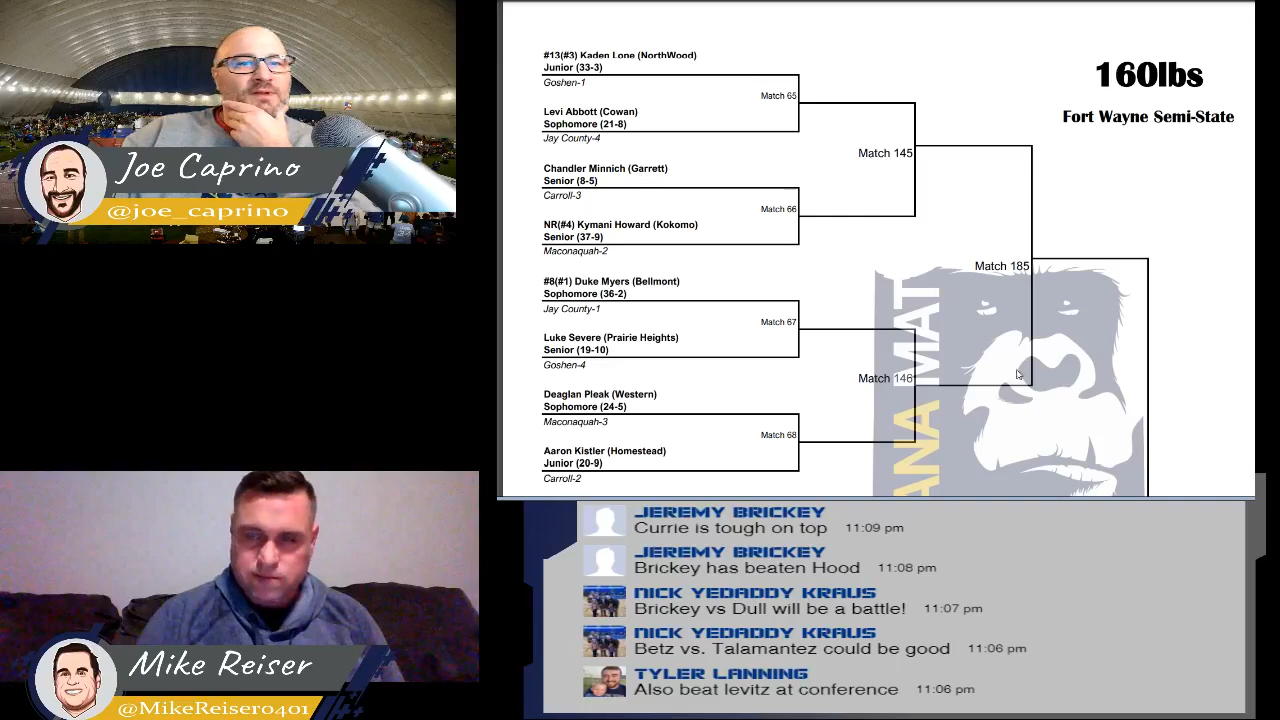 Joe Caprino
@joe_caprino
#13(#3) Kaden Lone (NorthWood)
Junior (33-3)
Goshen-1
Match 65
Levi Abbott (Cowan)
Sophomore (21-8)
Jay County-4
Match 145
Chandler Minnich (Garrett)
Senior (8-5)
Carroll-3
Match 66
NR(#4) Kymani Howard (Kokomo)
Senior (37-9)
Maconaquah-2
Match 185
#8(#1) Duke Myers (Bellmont)
Sophomore (36-2)
Jay County-1
Match 67
Luke Severe (Prairie Heights)
Senior (19-10)
Goshen-4
Match 146
Deaglan Pleak (Western)
Sophomore (24-5)
Maconaquah-3
Match 68
Aaron Kistler (Homestead)
Junior (20-9)
Carroll-2
160lbs
Fort Wayne Semi-State
ANA MAT
Mike Reiser
@MikeReiser0401
JEREMY BRICKEY
Currie is tough on top 11:09 pm
JEREMY BRICKEY
Brickey has beaten Hood 11:08 pm
NICK YEDADDY KRAUS
Brickey vs Dull will be a battle! 11:07 pm
NICK YEDADDY KRAUS
Betz vs. Talamantez could be good 11:06 pm
TYLER LANNING
Also beat levitz at conference 11:06 pm